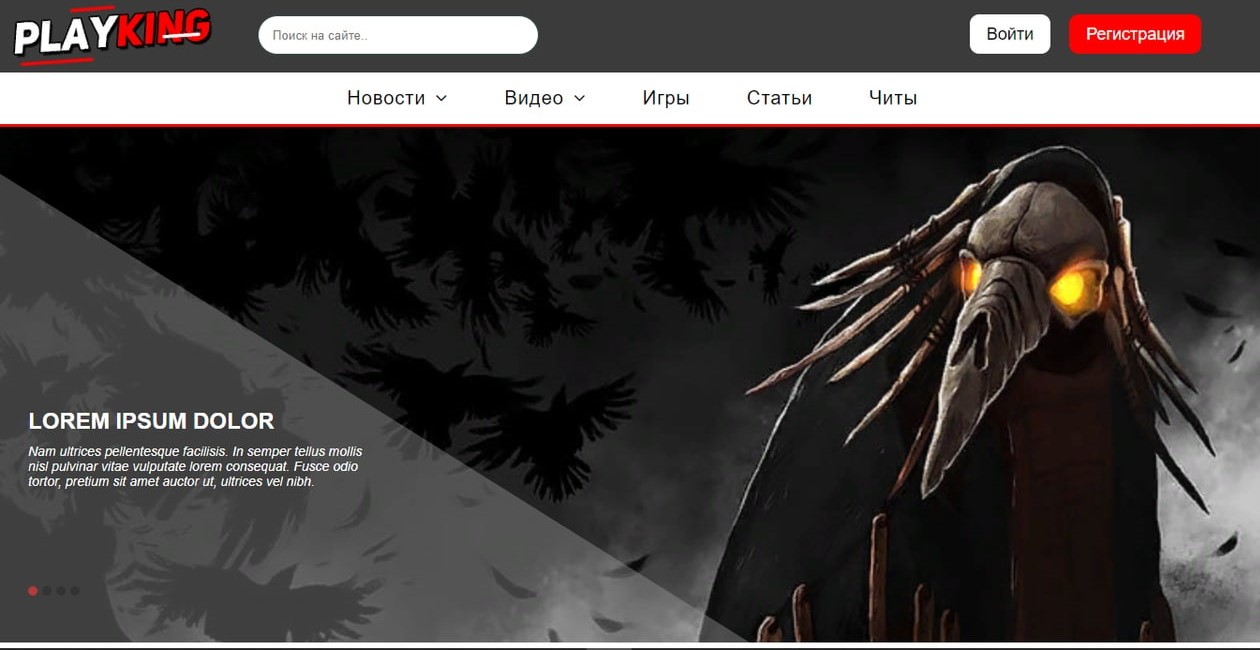 PLAYKING
Поиск на сайте..
Войти
Регистрация
Новости
Видео
Игры
Статьи
Читы
LOREM IPSUM DOLOR
Nam ultrices pellentesque facilisis. In semper tellus mollis
nisl pulvinar vitae vulputate lorem consequat. Fusce odio
tortor, pretium sit amet auctor ut, ultrices vel nibh.